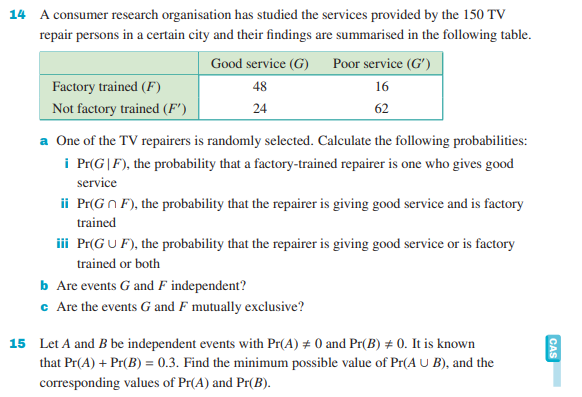 14 A consumer research organisation has studied the services provided by the 150 TV
repair persons in a certain city and their findings are summarised in the following table.
Good service (G) Poor service (G′)
Factory trained (F) 48 16
Not factory trained (F′) 24 62
a One of the TV repairers is randomly selected. Calculate the following probabilities:
i Pr(G | F), the probability that a factory-trained repairer is one who gives good
service
ii Pr(G ∩ F), the probability that the repairer is giving good service and is factory
trained
iii Pr(G ∪ F), the probability that the repairer is giving good service or is factory
trained or both
b Are events G and F independent?
c Are the events G and F mutually exclusive?
15 Let A and B be independent events with Pr(A) ≠ 0 and Pr(B) ≠ 0. It is known
that Pr(A) + Pr(B) = 0.3. Find the minimum possible value of Pr(A ∪ B), and the
corresponding values of Pr(A) and Pr(B).
CAS